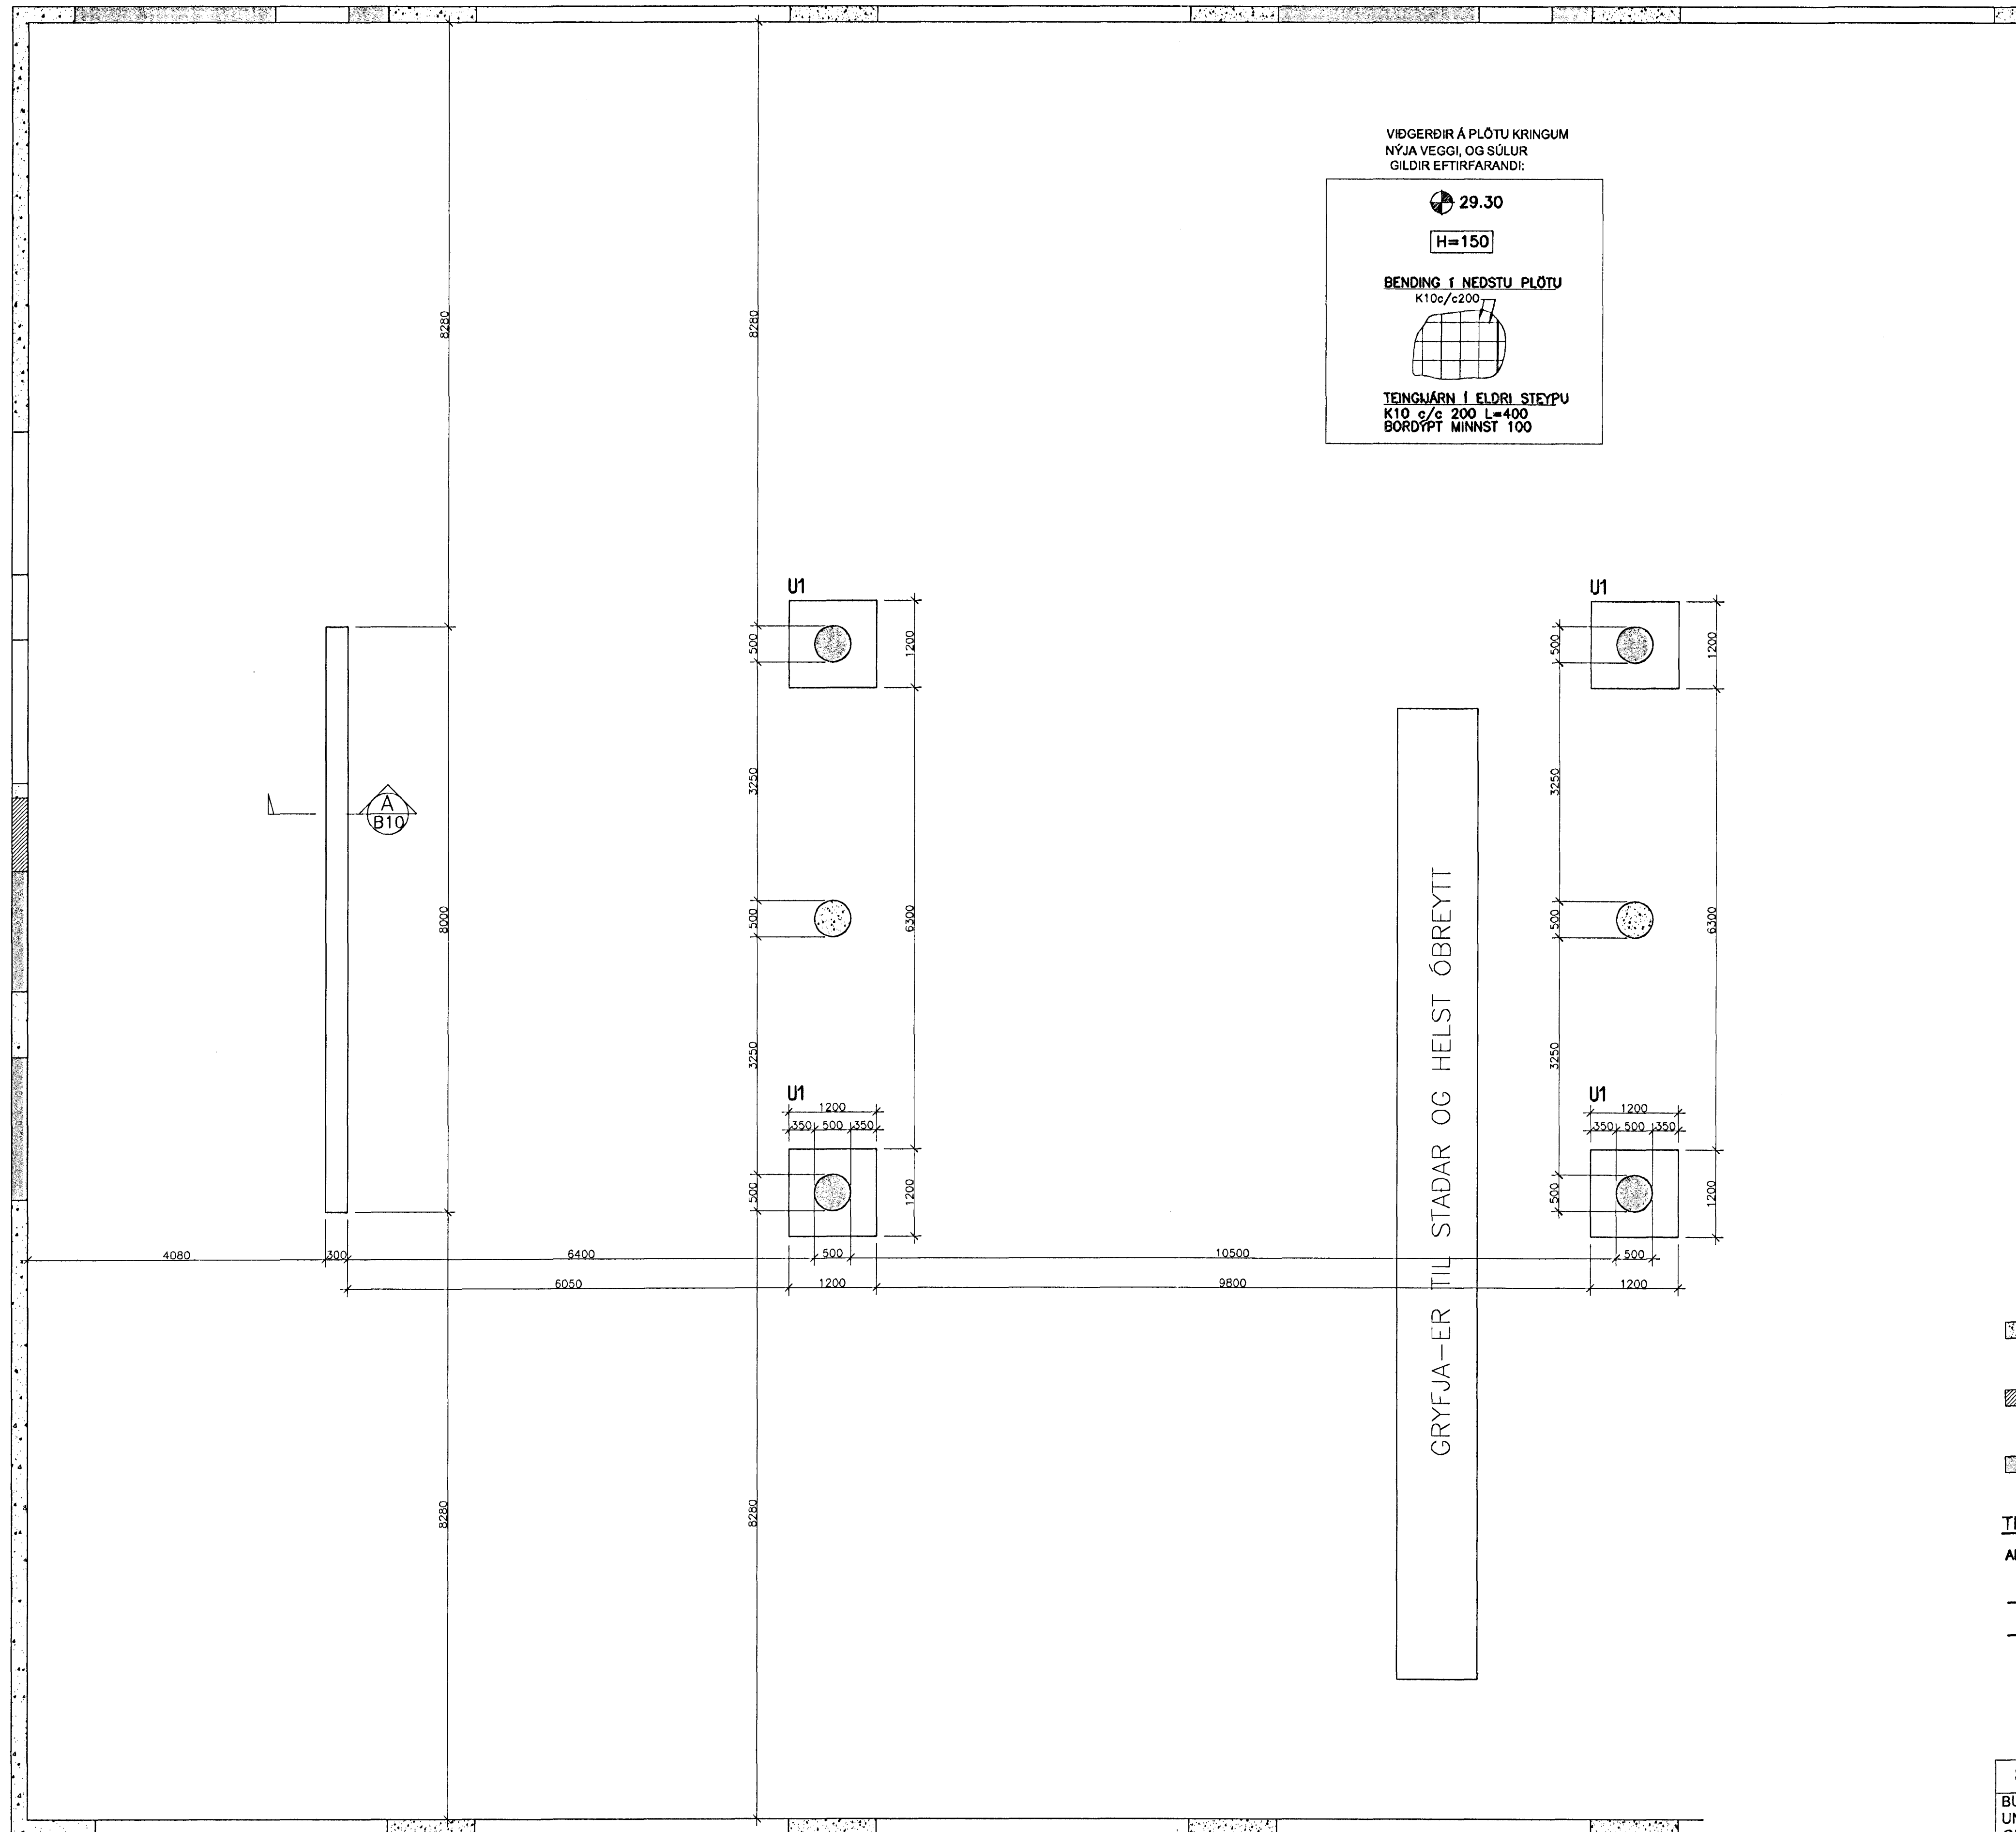 VIÐGERÐIR Á PLÖTU KRINGUM
NÝJA VEGGI, OG SÚLUR
GILDIR EFTIRFARANDI:
29.30
H=150
BENDING Í NEDSTU PLÖTU
K10c/c200
TEINGIJÁRN Í ELDRI STEYPU
K10 c/c 200 L=400
BORDÝPT MINNST 100
8280
8280
U1
U1
500
1200
500
1200
3250
3250
A
B10
8000
500
6300
500
6300
GRYFJA-ER TIL STAÐAR OG HELST ÓBREYTT
3250
3250
U1
1200
350 500 350
U1
1200
350 500 350
500
1200
500
1200
4080
300
6400
500
10500
500
6050
1200
9800
1200
8280
8280